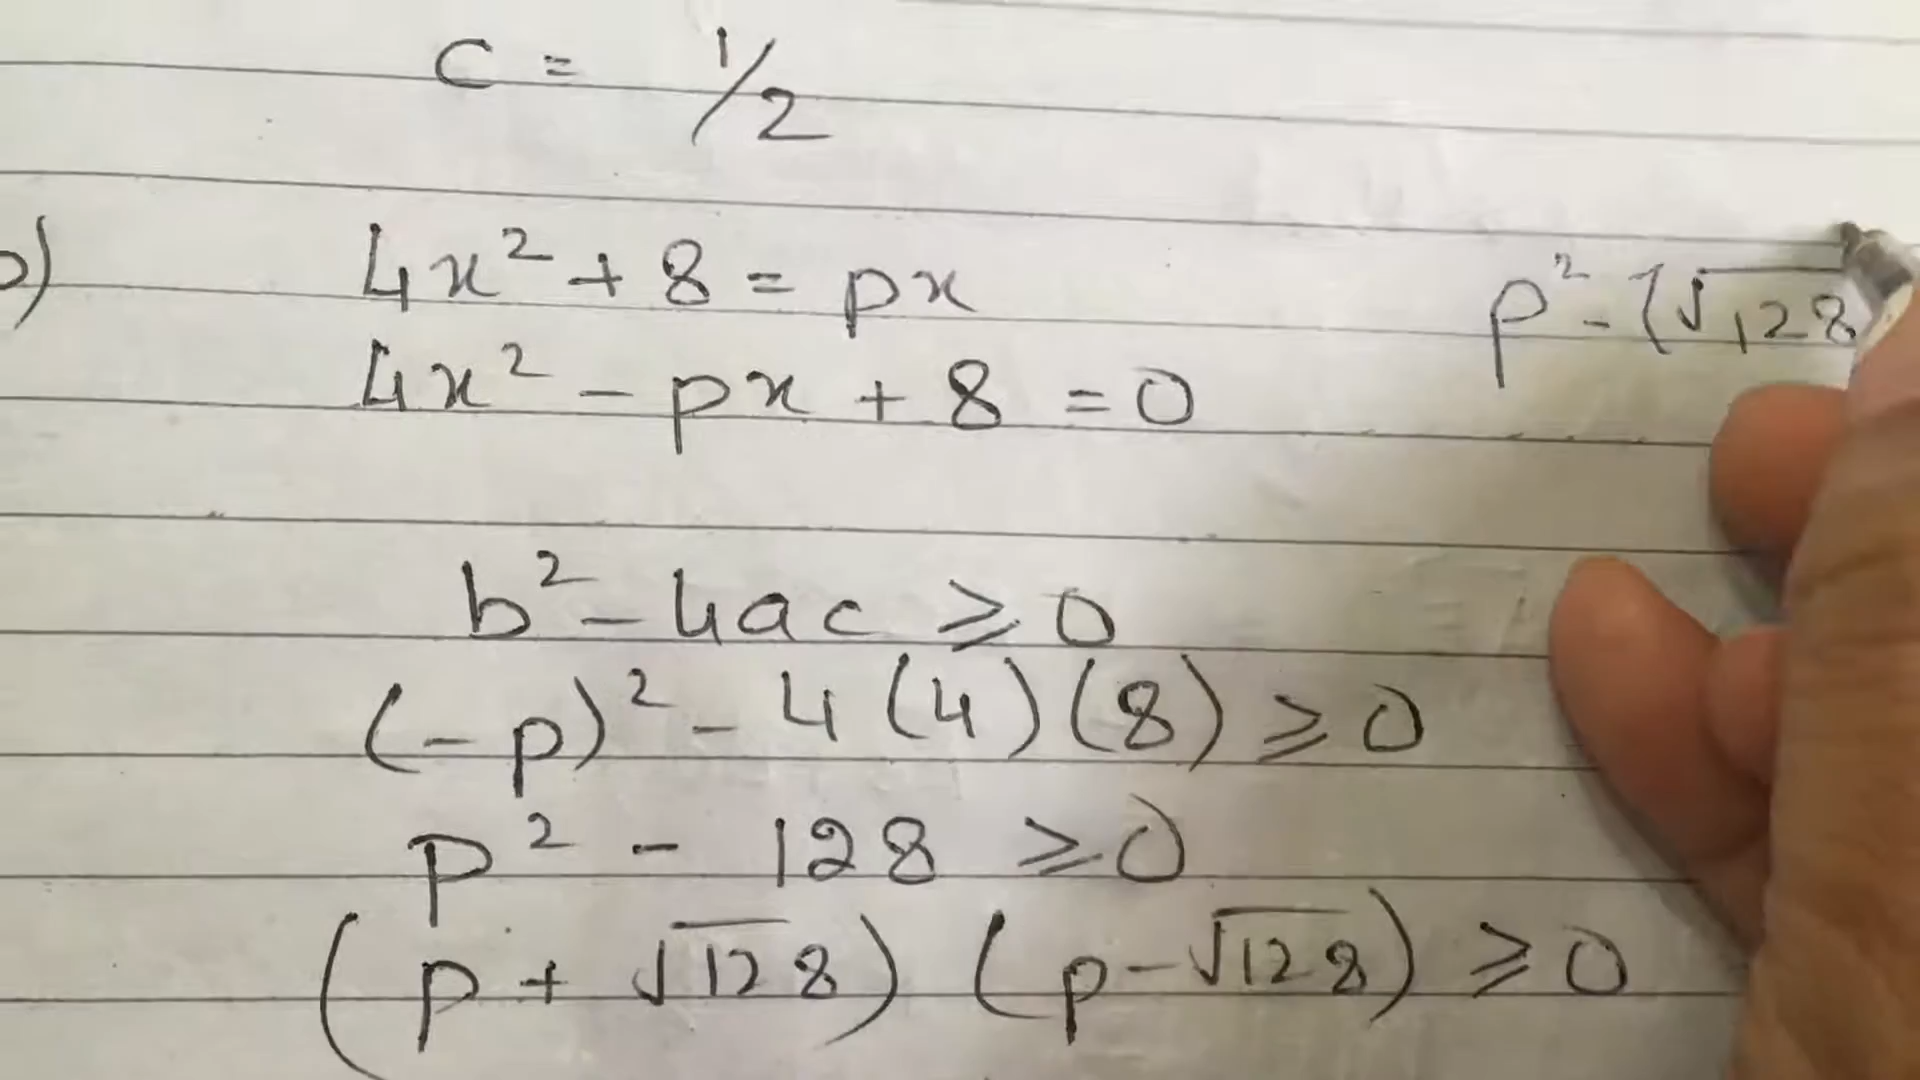 c = 1/2
b) 4x² + 8 = px
4x² - px + 8 = 0
b² - 4ac ⩾ 0
(-p)² - 4(4)(8) ⩾ 0
p² - 128 ⩾ 0
(p + √128) (p - √128) ⩾ 0
p² - (√128